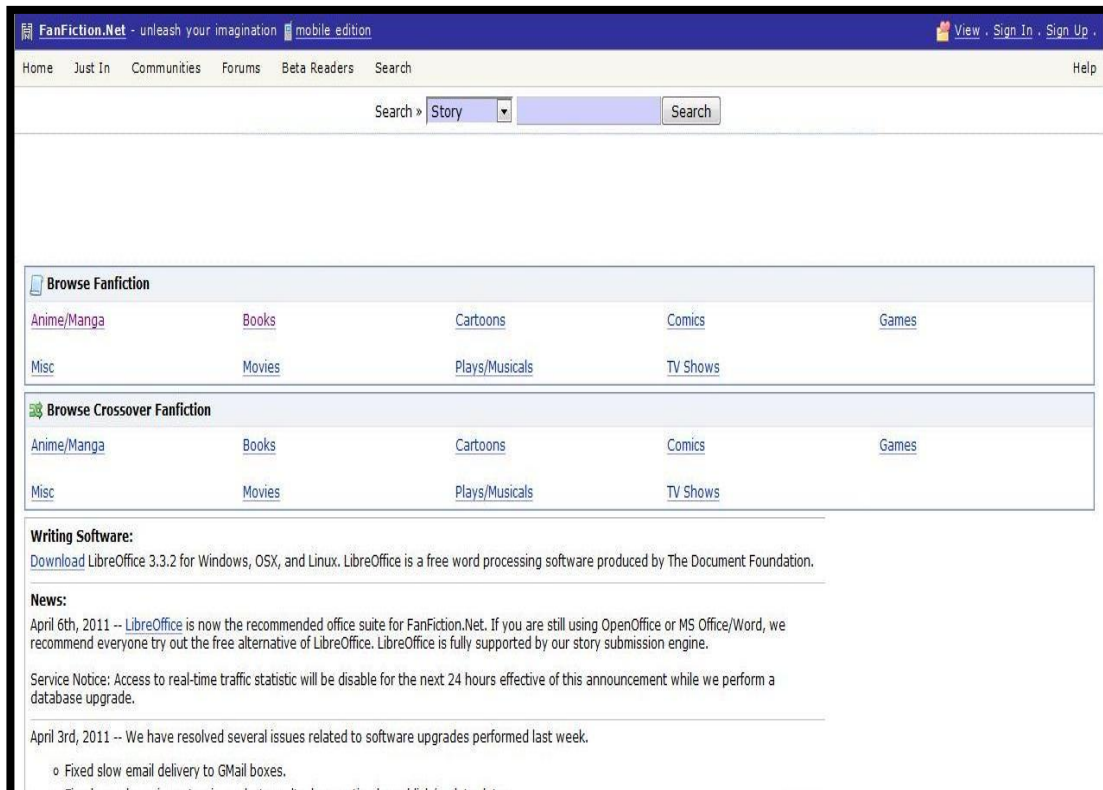 FanFiction.Net - unleash your imagination mobile edition View . Sign In . Sign Up .
Home Just In Communities Forums Beta Readers Search Help
Search » Story Search
Browse Fanfiction
Anime/Manga Books Cartoons Comics Games
Misc Movies Plays/Musicals TV Shows
Browse Crossover Fanfiction
Anime/Manga Books Cartoons Comics Games
Misc Movies Plays/Musicals TV Shows
Writing Software:
Download LibreOffice 3.3.2 for Windows, OSX, and Linux. LibreOffice is a free word processing software produced by The Document Foundation.
News:
April 6th, 2011 -- LibreOffice is now the recommended office suite for FanFiction.Net. If you are still using OpenOffice or MS Office/Word, we
recommend everyone try out the free alternative of LibreOffice. LibreOffice is fully supported by our story submission engine.
Service Notice: Access to real-time traffic statistic will be disable for the next 24 hours effective of this announcement while we perform a
database upgrade.
April 3rd, 2011 -- We have resolved several issues related to software upgrades performed last week.
o Fixed slow email delivery to GMail boxes.